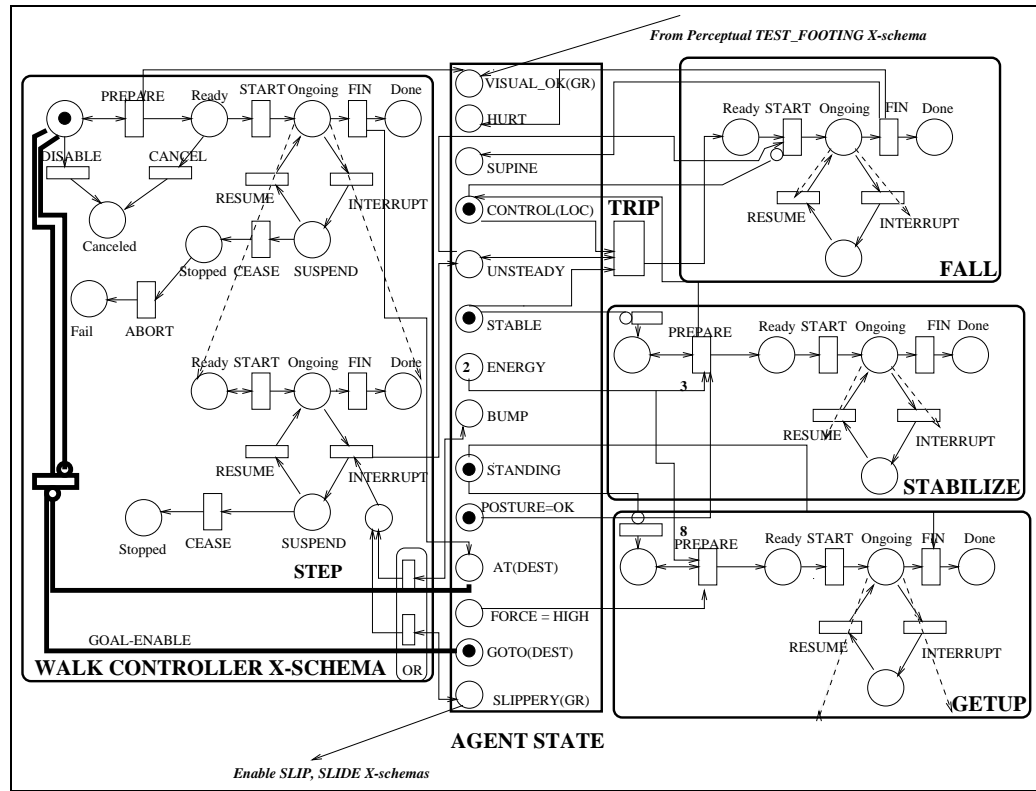 From Perceptual TEST_FOOTING X-schema
PREPARE
Ready
START
Ongoing
FIN
Done
DISABLE
CANCEL
RESUME
INTERRUPT
Canceled
Stopped
CEASE
SUSPEND
Fail
ABORT
Ready
START
Ongoing
FIN
Done
RESUME
INTERRUPT
Stopped
CEASE
SUSPEND
STEP
GOAL-ENABLE
OR
WALK CONTROLLER X-SCHEMA
VISUAL_OK(GR)
HURT
SUPINE
CONTROL(LOC)
UNSTEADY
STABLE
2 ENERGY
BUMP
STANDING
POSTURE=OK
AT(DEST)
FORCE = HIGH
GOTO(DEST)
SLIPPERY(GR)
AGENT STATE
Enable SLIP, SLIDE X-schemas
TRIP
Ready
START
Ongoing
FIN
Done
RESUME
INTERRUPT
FALL
PREPARE
3
Ready
START
Ongoing
FIN
Done
RESUME
INTERRUPT
STABILIZE
8
PREPARE
Ready
START
Ongoing
FIN
Done
RESUME
INTERRUPT
GETUP